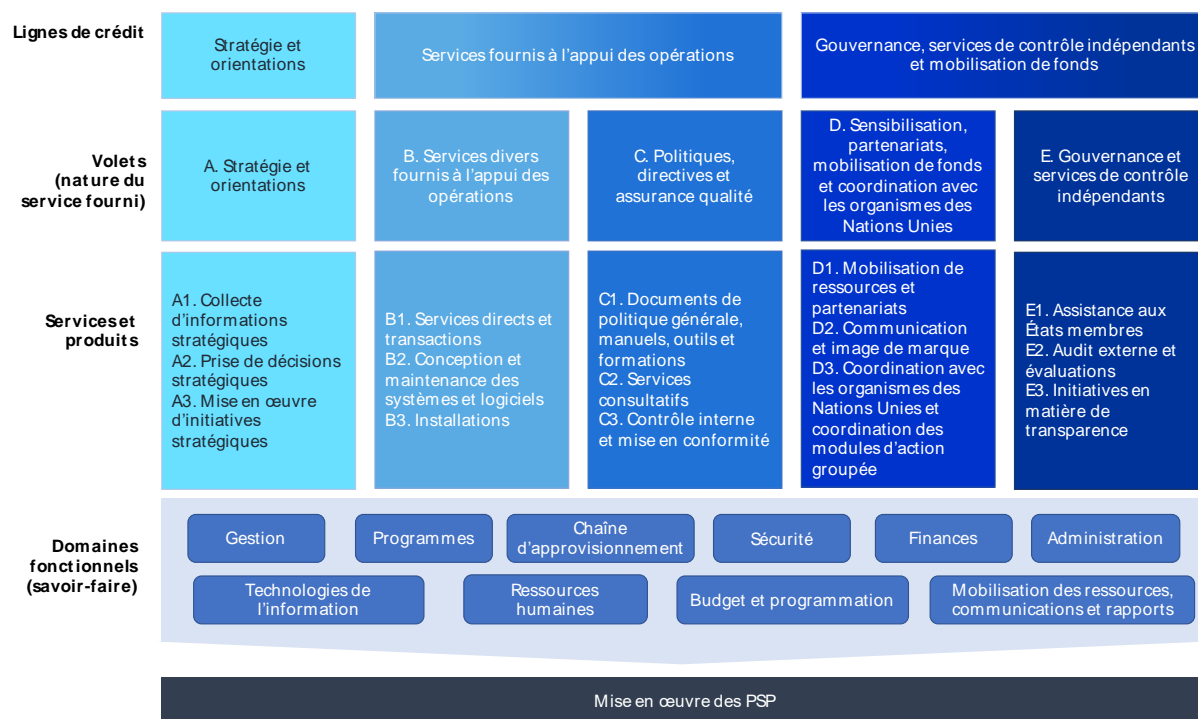 Lignes de crédit
Stratégie et
orientations
Services fournis à l'appui des opérations
Gouvernance, services de contrôle indépendants
et mobilisation de fonds
Volets
(nature du
service fourni)
A. Stratégie et
orientations
B. Services divers
fournis à l'appui des
opérations
C. Politiques,
directives et
assurance qualité
D. Sensibilisation,
partenariats,
mobilisation de fonds
et coordination avec
les organismes des
Nations Unies
E. Gouvernance et
services de contrôle
indépendants
Services et
produits
A1. Collecte
d'informations
stratégiques
A2. Prise de décisions
stratégiques
A3. Mise en œuvre
d'initiatives
stratégiques
B1. Services directs et
transactions
B2. Conception et
maintenance des
systèmes et logiciels
B3. Installations
C1. Documents de
politique générale,
manuels, outils et
formations
C2. Services
consultatifs
C3. Contrôle interne
et mise en conformité
D1. Mobilisation de
ressources et
partenariats
D2. Communication
et image de marque
D3. Coordination avec
les organismes des
Nations Unies et
coordination des
modules d'action
groupée
E1. Assistance aux
États membres
E2. Audit externe et
évaluations
E3. Initiatives en
matière de
transparence
Domaines
fonctionnels
(savoir-faire)
Gestion
Programmes
Chaîne
d'approvisionnement
Sécurité
Finances
Administration
Technologies de
l'information
Ressources
humaines
Budget et programmation
Mobilisation des ressources,
communications et rapports
Mise en œuvre des PSP